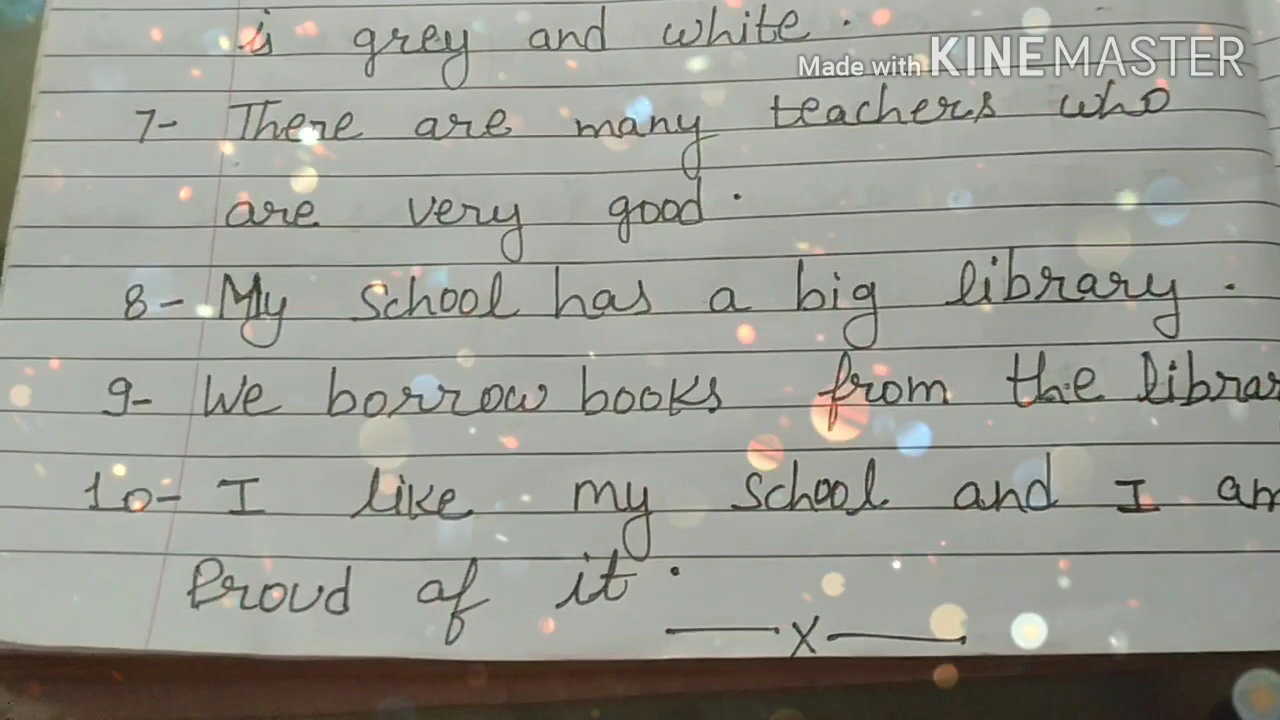 is grey and white.
Made with KINEMASTER
7- There are many teachers who
are very good.
8- My School has a big library.
9- We borrow books from the librar
10- I like my School and I am
Proud of it.
—x—